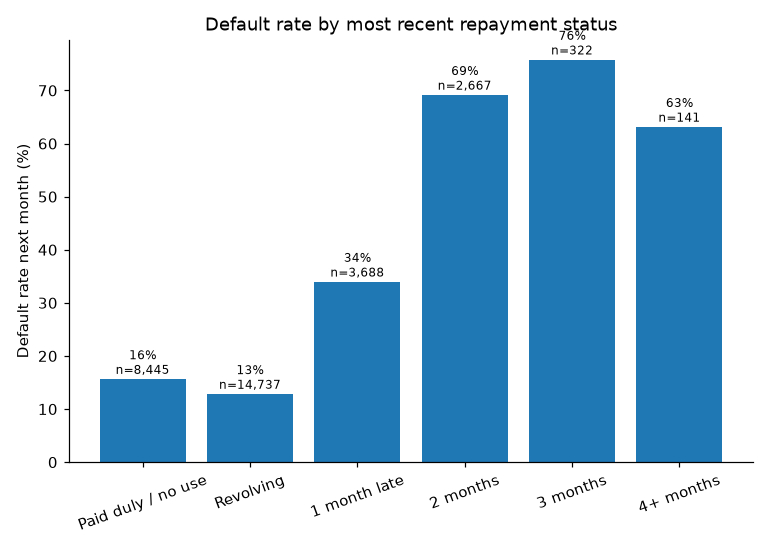 Default rate by most recent repayment status
Default rate next month (%)
70
60
50
40
30
20
10
0
16%
n=8,445
13%
n=14,737
34%
n=3,688
69%
n=2,667
76%
n=322
63%
n=141
Paid duly / no use
Revolving
1 month late
2 months
3 months
4+ months